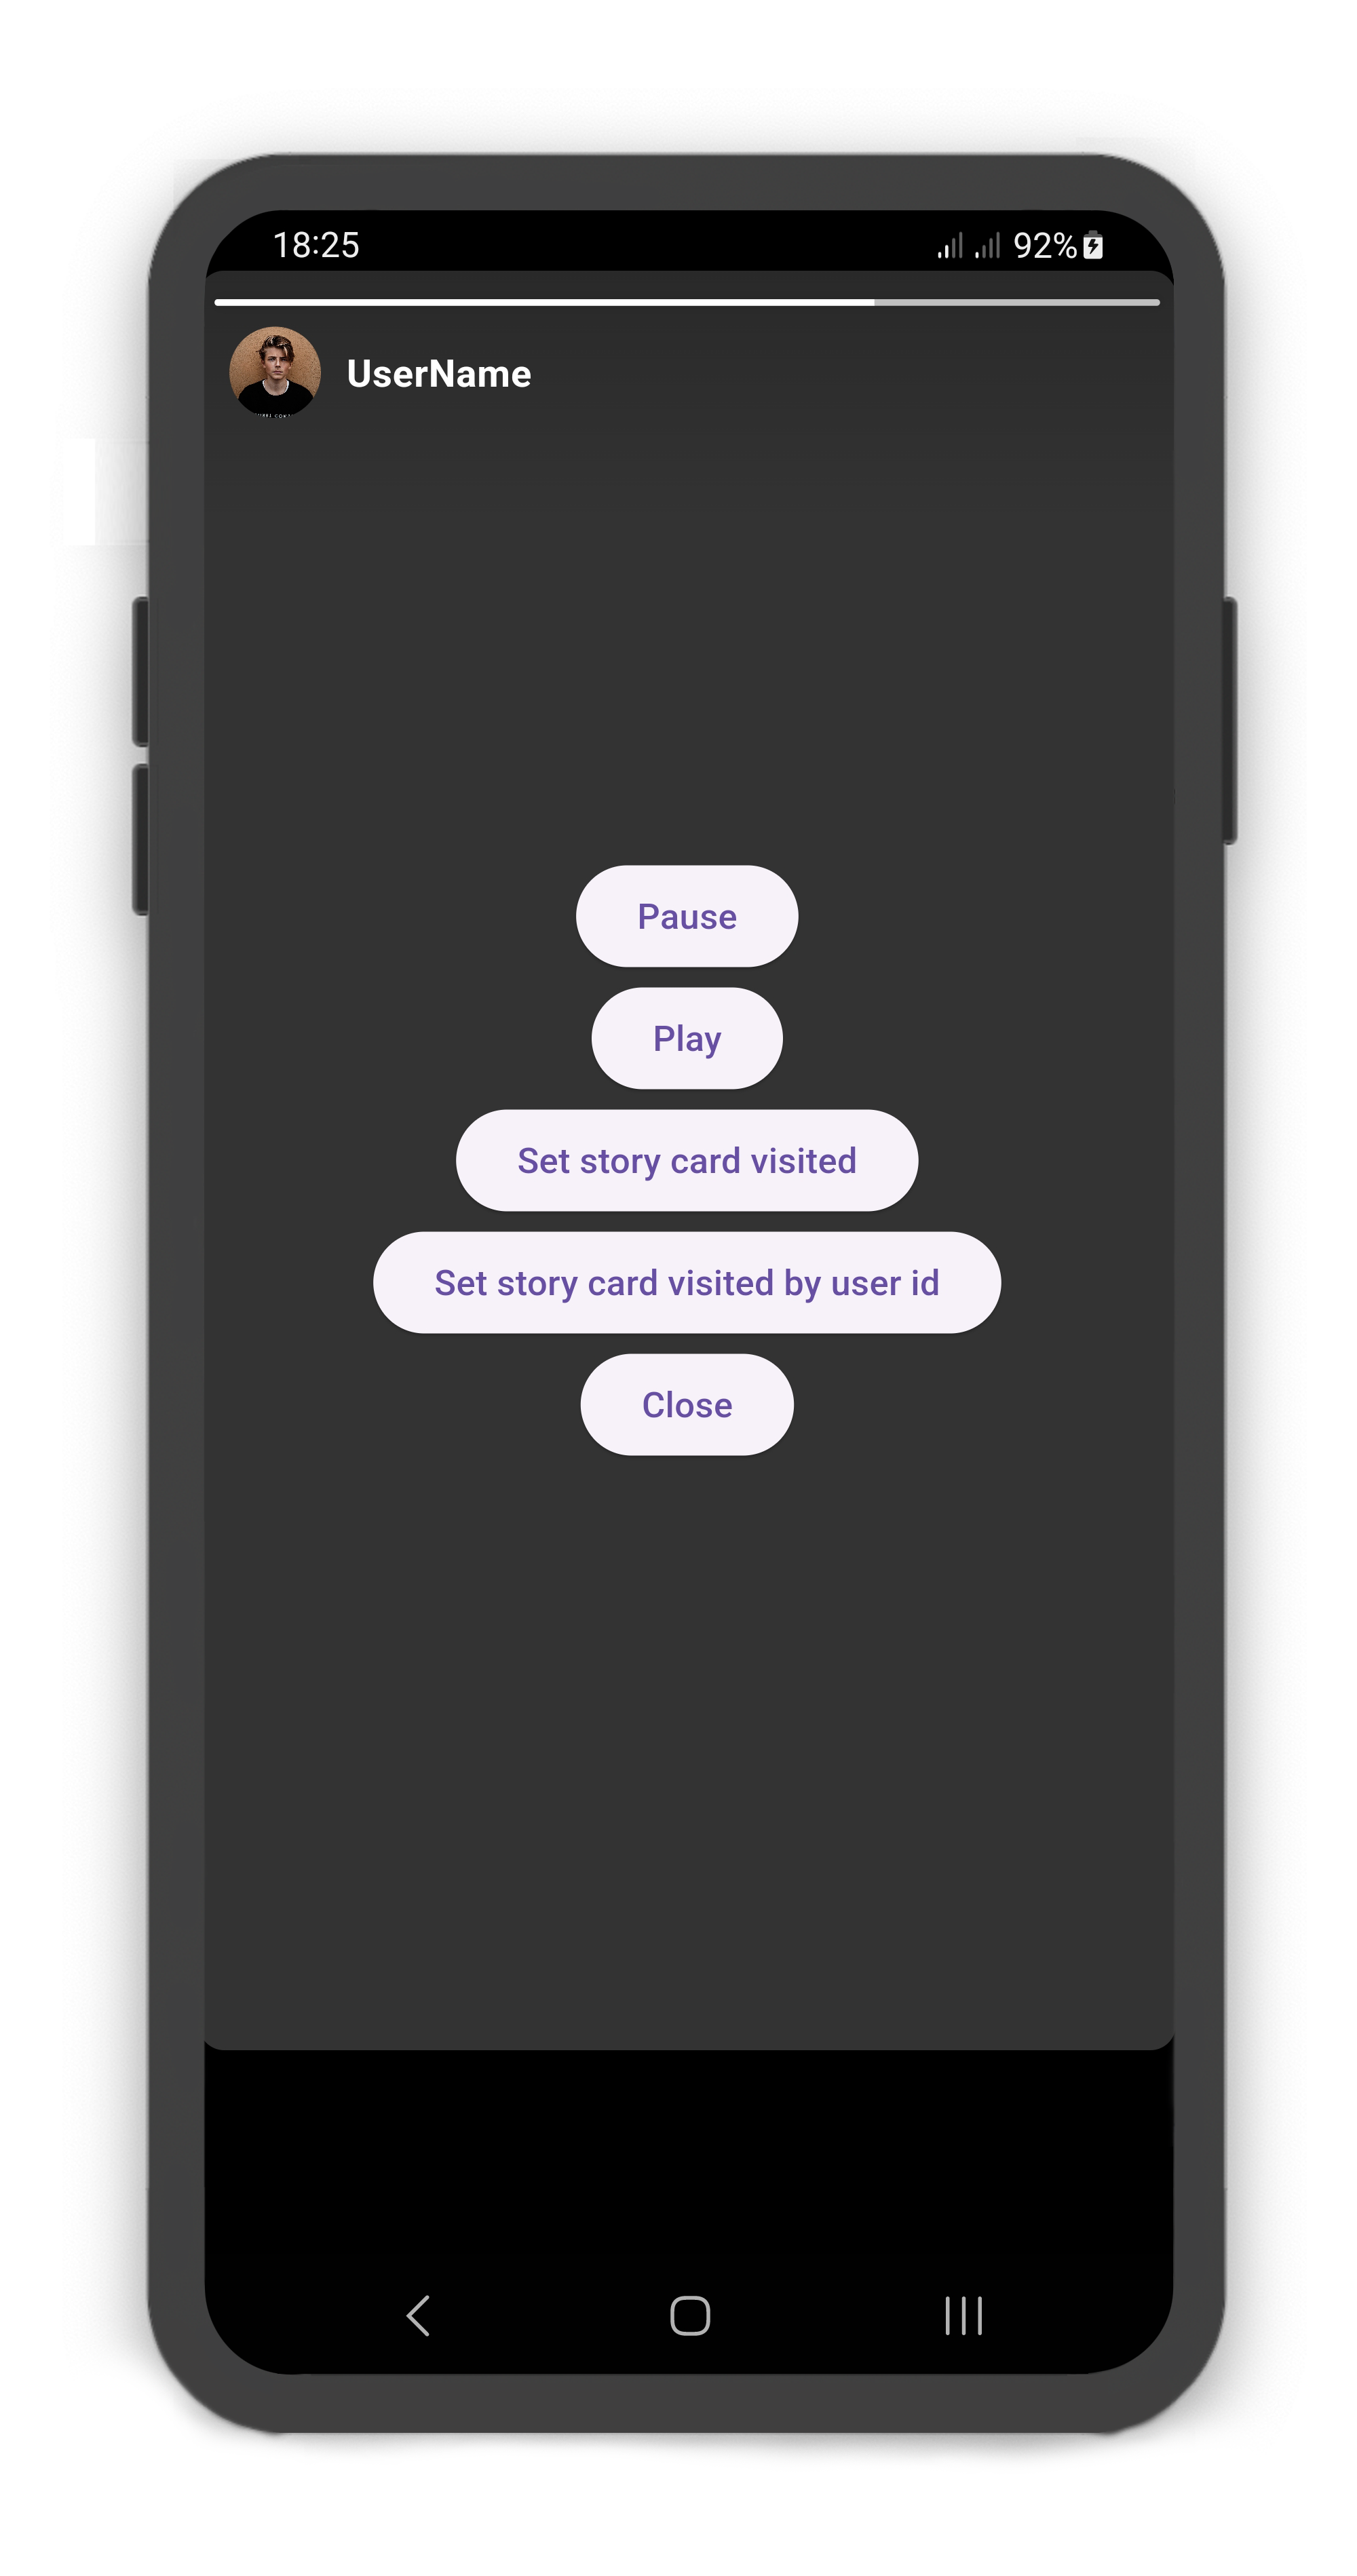 18:25 92%
UserName
Pause
Play
Set story card visited
Set story card visited by user id
Close